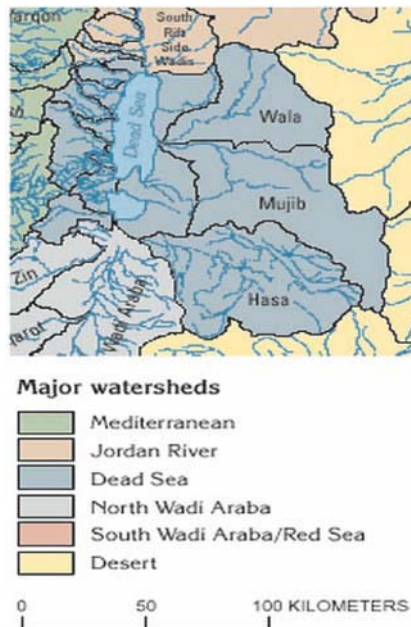 arqon
South
Rift
Side
Wadis
Dead Sea
Wala
Mujib
Hasa
Zin
Wadi Araba
arot
Major watersheds
Mediterranean
Jordan River
Dead Sea
North Wadi Araba
South Wadi Araba/Red Sea
Desert
0 50 100 KILOMETERS